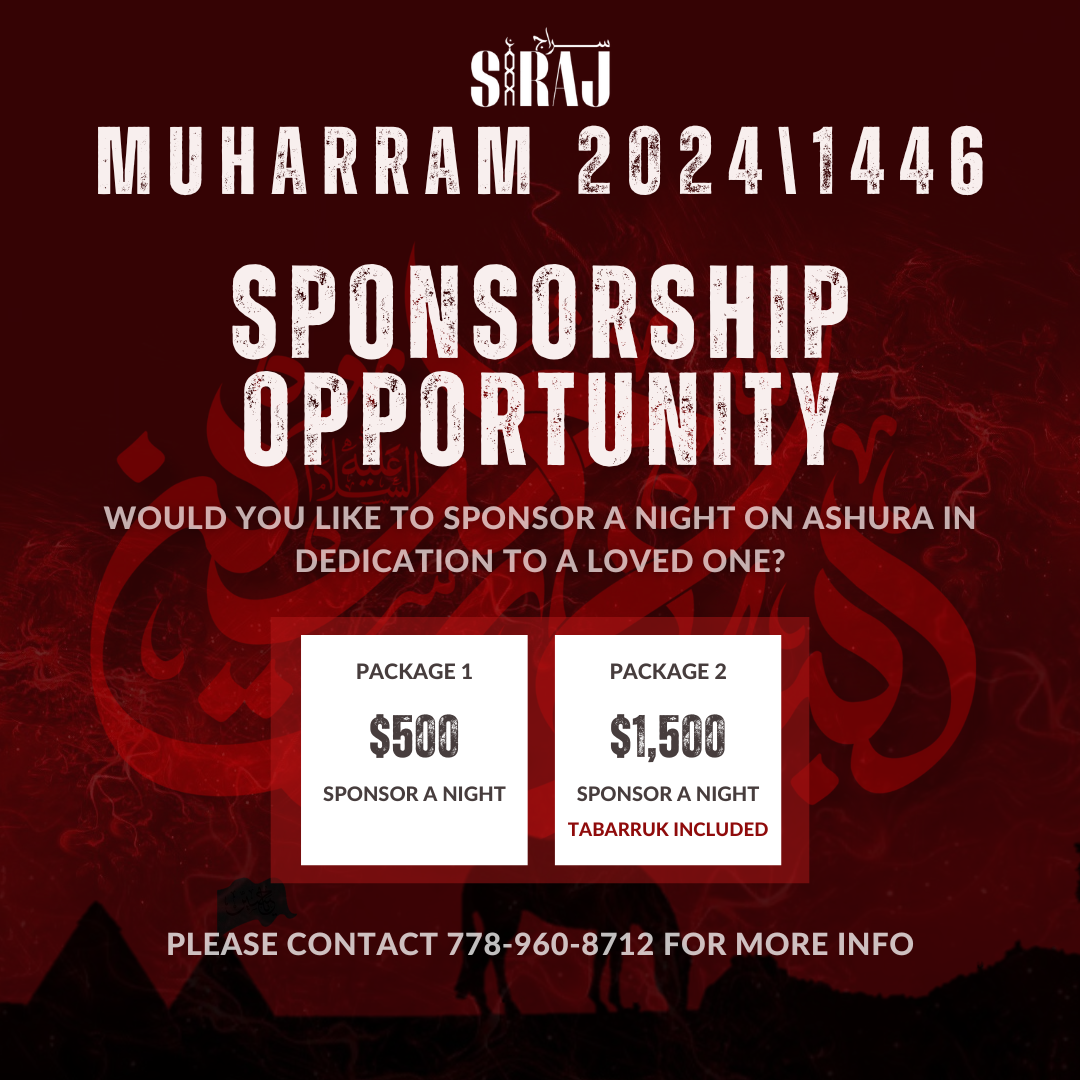 سراج
SIRAJ
MUHARRAM 2024\1446
SPONSORSHIP
OPPORTUNITY
عليه
السلام
WOULD YOU LIKE TO SPONSOR A NIGHT ON ASHURA IN
DEDICATION TO A LOVED ONE?
PACKAGE 1
$500
SPONSOR A NIGHT
PACKAGE 2
$1,500
SPONSOR A NIGHT
TABARRUK INCLUDED
PLEASE CONTACT 778-960-8712 FOR MORE INFO